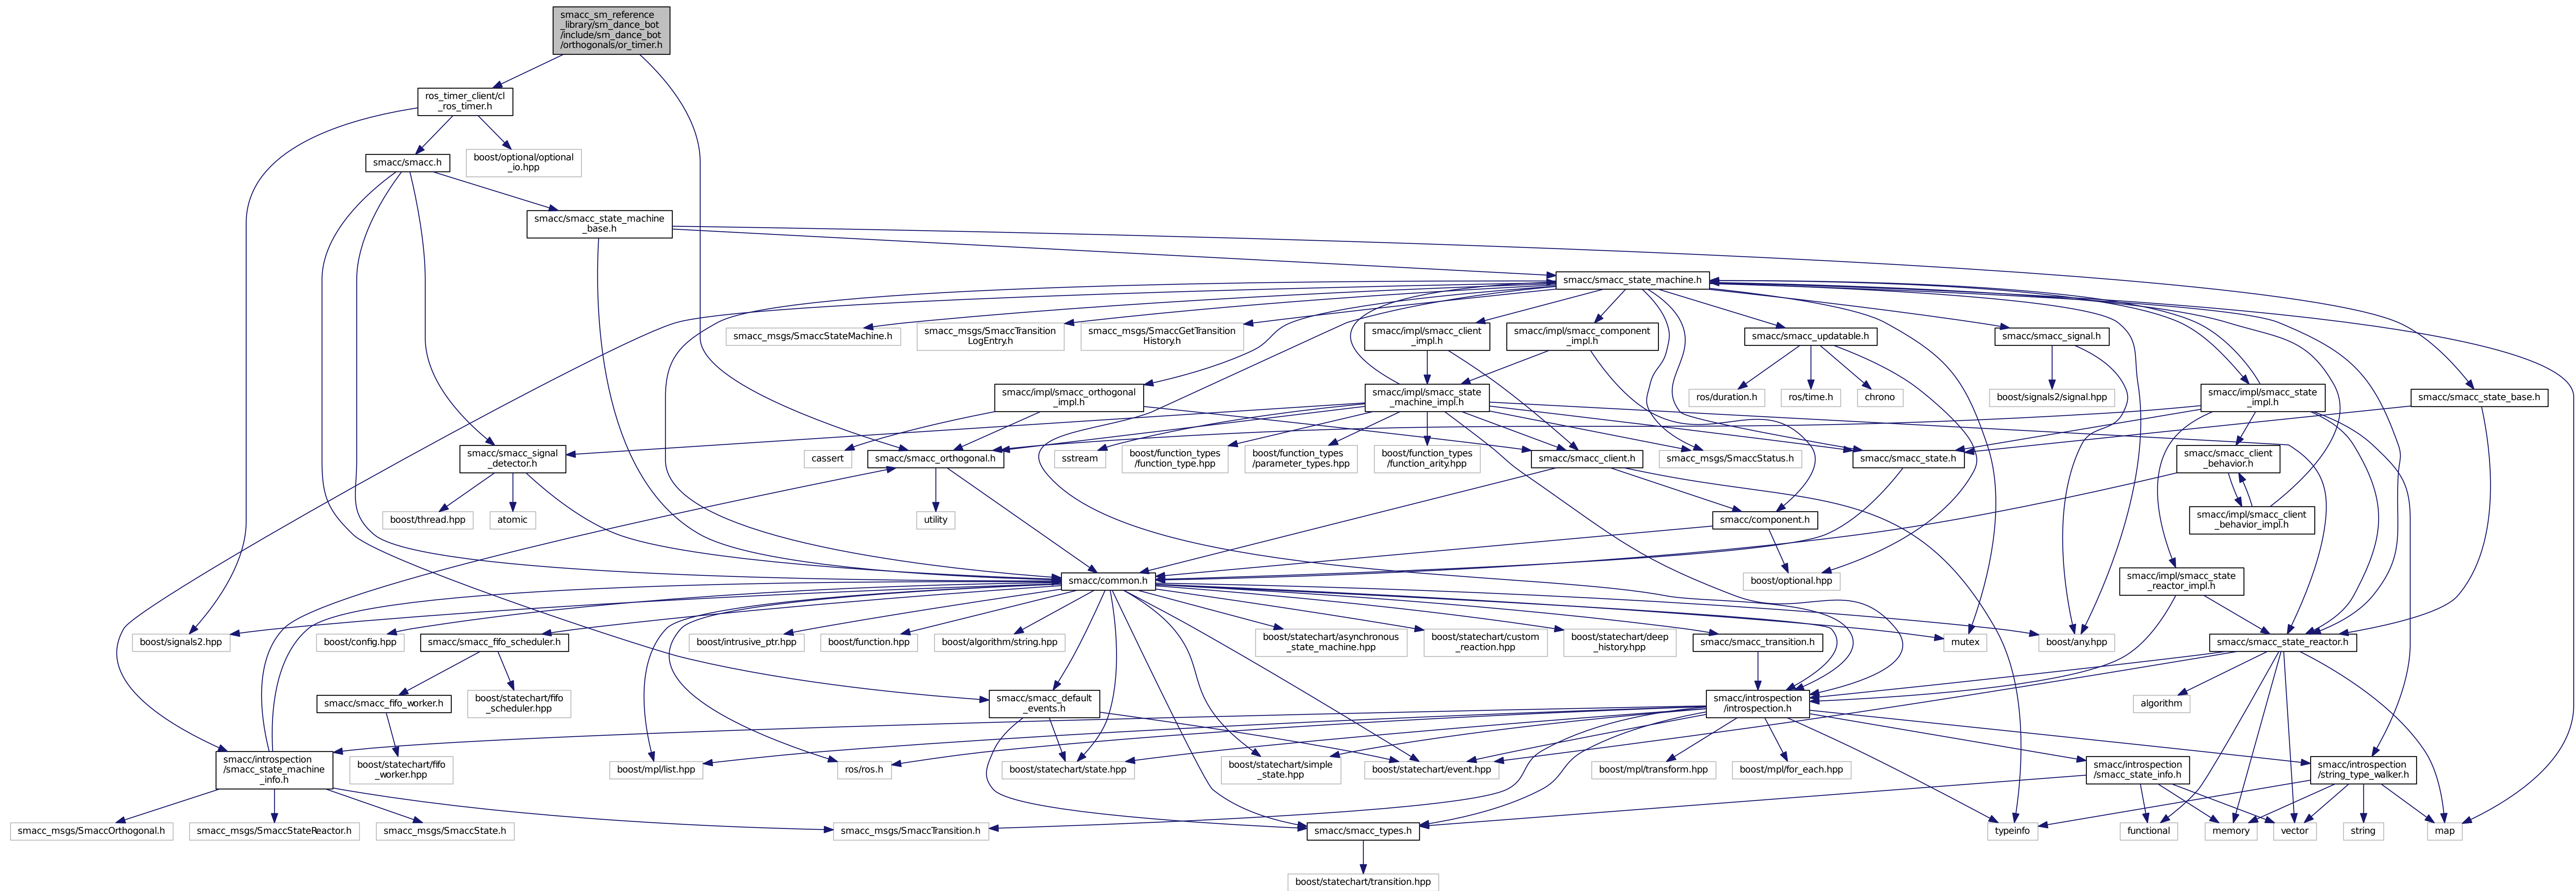 smacc_sm_reference
_library/sm_dance_bot
/include/sm_dance_bot
/orthogonals/or_timer.h
ros_timer_client/cl
_ros_timer.h
smacc/smacc.h
boost/optional/optional
_io.hpp
smacc/smacc_state_machine
_base.h
smacc/smacc_state_machine.h
smacc_msgs/SmaccStateMachine.h
smacc_msgs/SmaccTransition
LogEntry.h
smacc_msgs/SmaccGetTransition
History.h
smacc/impl/smacc_client
_impl.h
smacc/impl/smacc_component
_impl.h
smacc/smacc_updatable.h
smacc/smacc_signal.h
smacc/impl/smacc_orthogonal
_impl.h
smacc/impl/smacc_state
_machine_impl.h
ros/duration.h
ros/time.h
chrono
boost/signals2/signal.hpp
smacc/impl/smacc_state
_impl.h
smacc/smacc_state_base.h
smacc/smacc_signal
_detector.h
cassert
smacc/smacc_orthogonal.h
sstream
boost/function_types
/function_type.hpp
boost/function_types
/parameter_types.hpp
boost/function_types
/function_arity.hpp
smacc/smacc_client.h
smacc_msgs/SmaccStatus.h
smacc/smacc_state.h
smacc/smacc_client
_behavior.h
boost/thread.hpp
atomic
utility
smacc/component.h
smacc/impl/smacc_client
_behavior_impl.h
smacc/common.h
boost/optional.hpp
smacc/impl/smacc_state
_reactor_impl.h
boost/signals2.hpp
boost/config.hpp
smacc/smacc_fifo_scheduler.h
boost/intrusive_ptr.hpp
boost/function.hpp
boost/algorithm/string.hpp
boost/statechart/asynchronous
_state_machine.hpp
boost/statechart/custom
_reaction.hpp
boost/statechart/deep
_history.hpp
smacc/smacc_transition.h
mutex
boost/any.hpp
smacc/smacc_state_reactor.h
smacc/smacc_fifo_worker.h
boost/statechart/fifo
_scheduler.hpp
smacc/smacc_default
_events.h
smacc/introspection
/introspection.h
algorithm
smacc/introspection
/smacc_state_machine
_info.h
boost/statechart/fifo
_worker.hpp
boost/mpl/list.hpp
ros/ros.h
boost/statechart/state.hpp
boost/statechart/simple
_state.hpp
boost/statechart/event.hpp
boost/mpl/transform.hpp
boost/mpl/for_each.hpp
smacc/introspection
/smacc_state_info.h
smacc/introspection
/string_type_walker.h
smacc_msgs/SmaccOrthogonal.h
smacc_msgs/SmaccStateReactor.h
smacc_msgs/SmaccState.h
smacc_msgs/SmaccTransition.h
smacc/smacc_types.h
typeinfo
functional
memory
vector
string
map
boost/statechart/transition.hpp